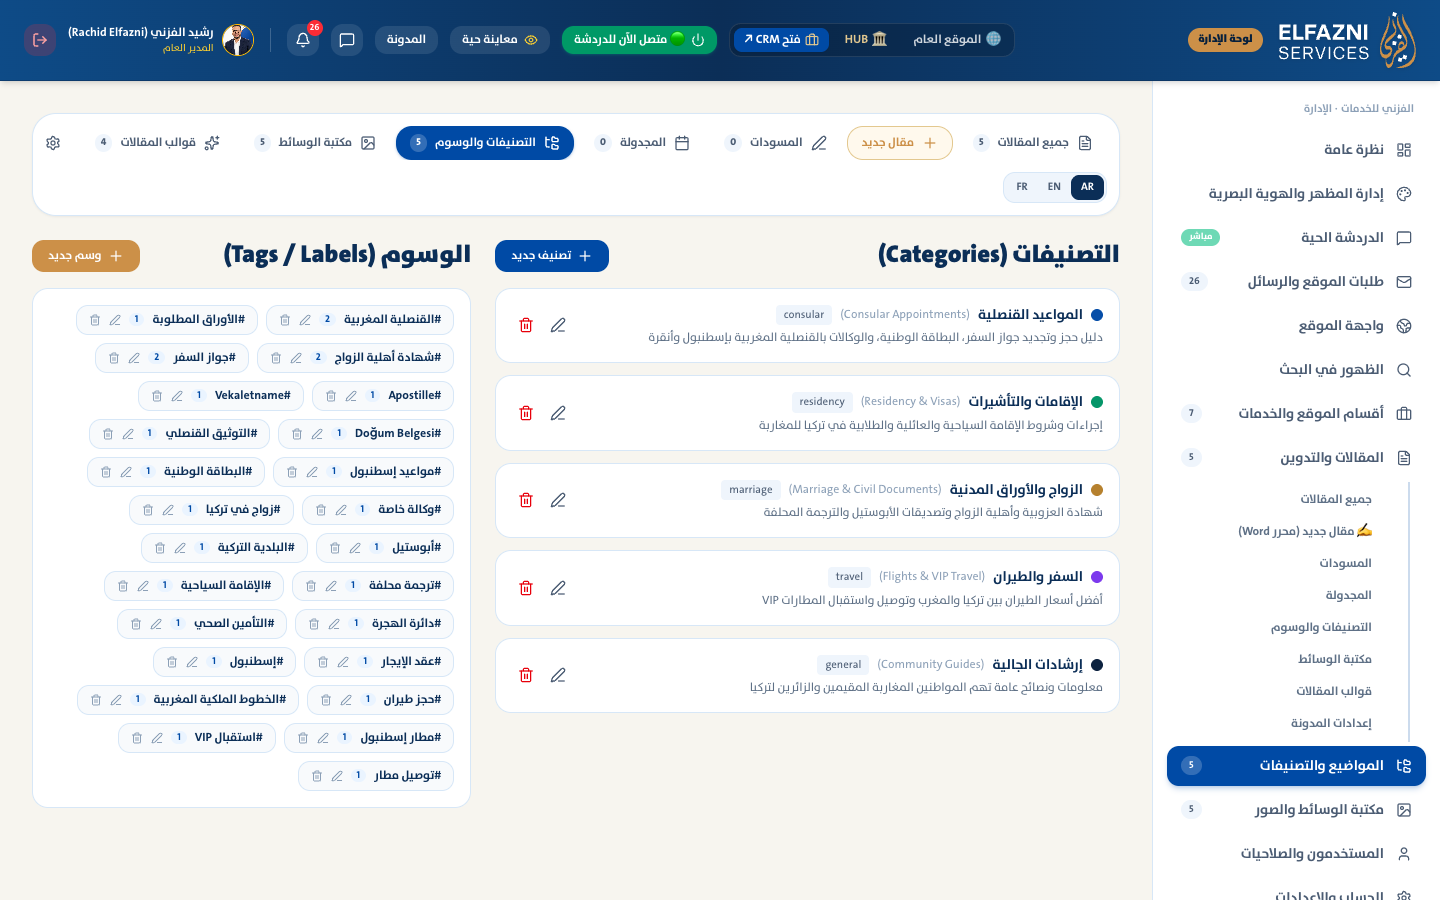 ELFAZNI
SERVICES
لوحة الإدارة
🌐 الموقع العام
🏛️ HUB
فتح CRM ↗
🟢 متصل الآن للدردشة
معاينة حية
المدونة
26
رشيد الفزني (Rachid Elfazni)
المدير العام
الفزني للخدمات · الإدارة
نظرة عامة
إدارة المظهر والهوية البصرية
الدردشة الحية مباشر
طلبات الموقع والرسائل 26
واجهة الموقع
الظهور في البحث
أقسام الموقع والخدمات 7
المقالات والتدوين 5
جميع المقالات
✍️ مقال جديد (محرر Word)
المسودات
المجدولة
التصنيفات والوسوم
مكتبة الوسائط
قوالب المقالات
إعدادات المدونة
المواضيع والتصنيفات 5
مكتبة الوسائط والصور 5
المستخدمون والصلاحيات
الحساب والإعدادات
جميع المقالات 5
مقال جديد
المسودات 0
المجدولة 0
التصنيفات والوسوم 5
مكتبة الوسائط 5
قوالب المقالات 4
AR EN FR
التصنيفات (Categories)
تصنيف جديد
المواعيد القنصلية (Consular Appointments) consular
دليل حجز وتجديد جواز السفر، البطاقة الوطنية، والوكالات بالقنصلية المغربية بإسطنبول وأنقرة
الإقامات والتأشيرات (Residency & Visas) residency
إجراءات وشروط الإقامة السياحية والعائلية والطلابية في تركيا للمغاربة
الزواج والأوراق المدنية (Marriage & Civil Documents) marriage
شهادة العزوبية وأهلية الزواج وتصديقات الأبوستيل والترجمة المحلفة
السفر والطيران (Flights & VIP Travel) travel
أفضل أسعار الطيران بين تركيا والمغرب وتوصيل واستقبال المطارات VIP
إرشادات الجالية (Community Guides) general
معلومات ونصائح عامة تهم المواطنين المغاربة المقيمين والزائرين لتركيا
الوسوم (Tags / Labels)
وسم جديد
#القنصلية المغربية 2
#الأوراق المطلوبة 1
#شهادة أهلية الزواج 2
#جواز السفر 2
#Apostille 1
#Vekaletname 1
#Doğum Belgesi 1
#التوثيق القنصلي 1
#مواعيد إسطنبول 1
#البطاقة الوطنية 1
#وكالة خاصة 1
#زواج في تركيا 1
#أبوستيل 1
#البلدية التركية 1
#ترجمة محلفة 1
#الإقامة السياحية 1
#دائرة الهجرة 1
#التأمين الصحي 1
#عقد الإيجار 1
#إسطنبول 1
#حجز طيران 1
#الخطوط الملكية المغربية 1
#مطار إسطنبول 1
#استقبال VIP 1
#توصيل مطار 1